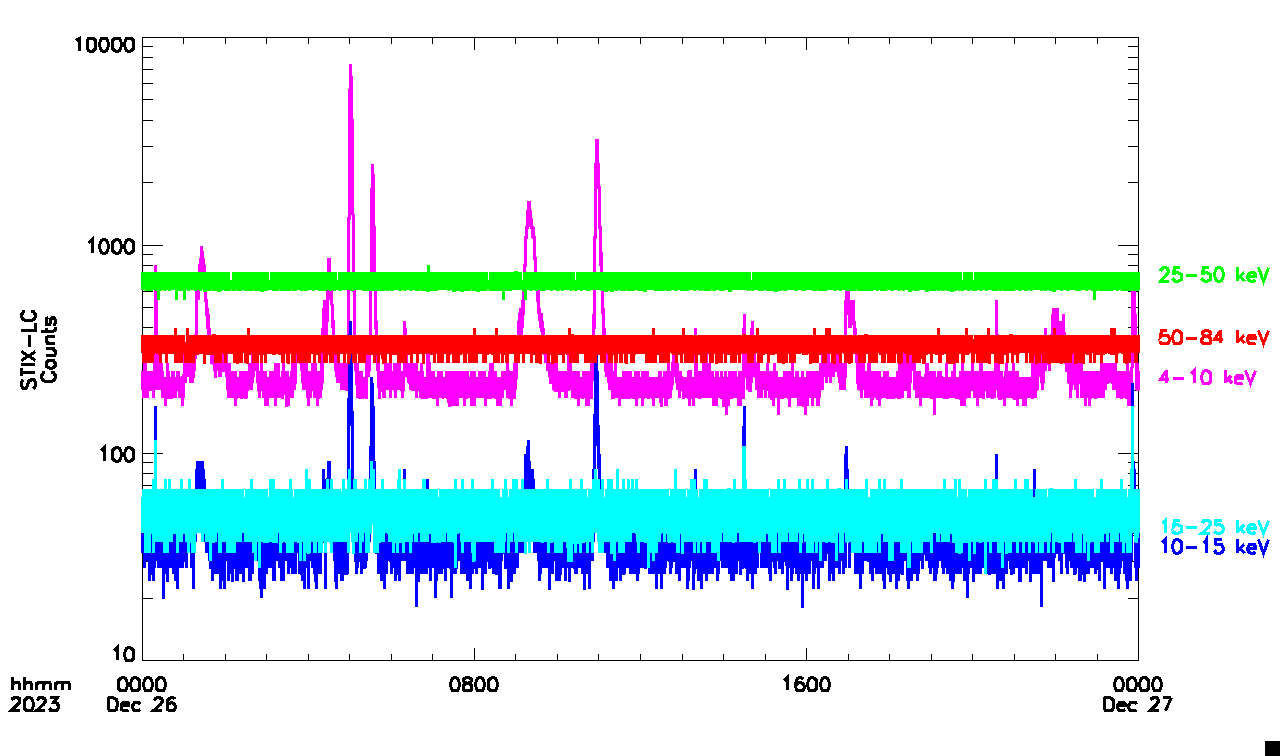 10000
1000
100
10
STIX-LC
Counts
25-50 keV
50-84 keV
4-10 keV
15-25 keV
10-15 keV
hhmm 0000 0800 1600 0000
2023 Dec 26 Dec 27